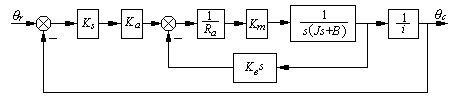 θr Ks Ka 1/Ra Km 1/s(Js+B) 1/i θc
− −
Kes